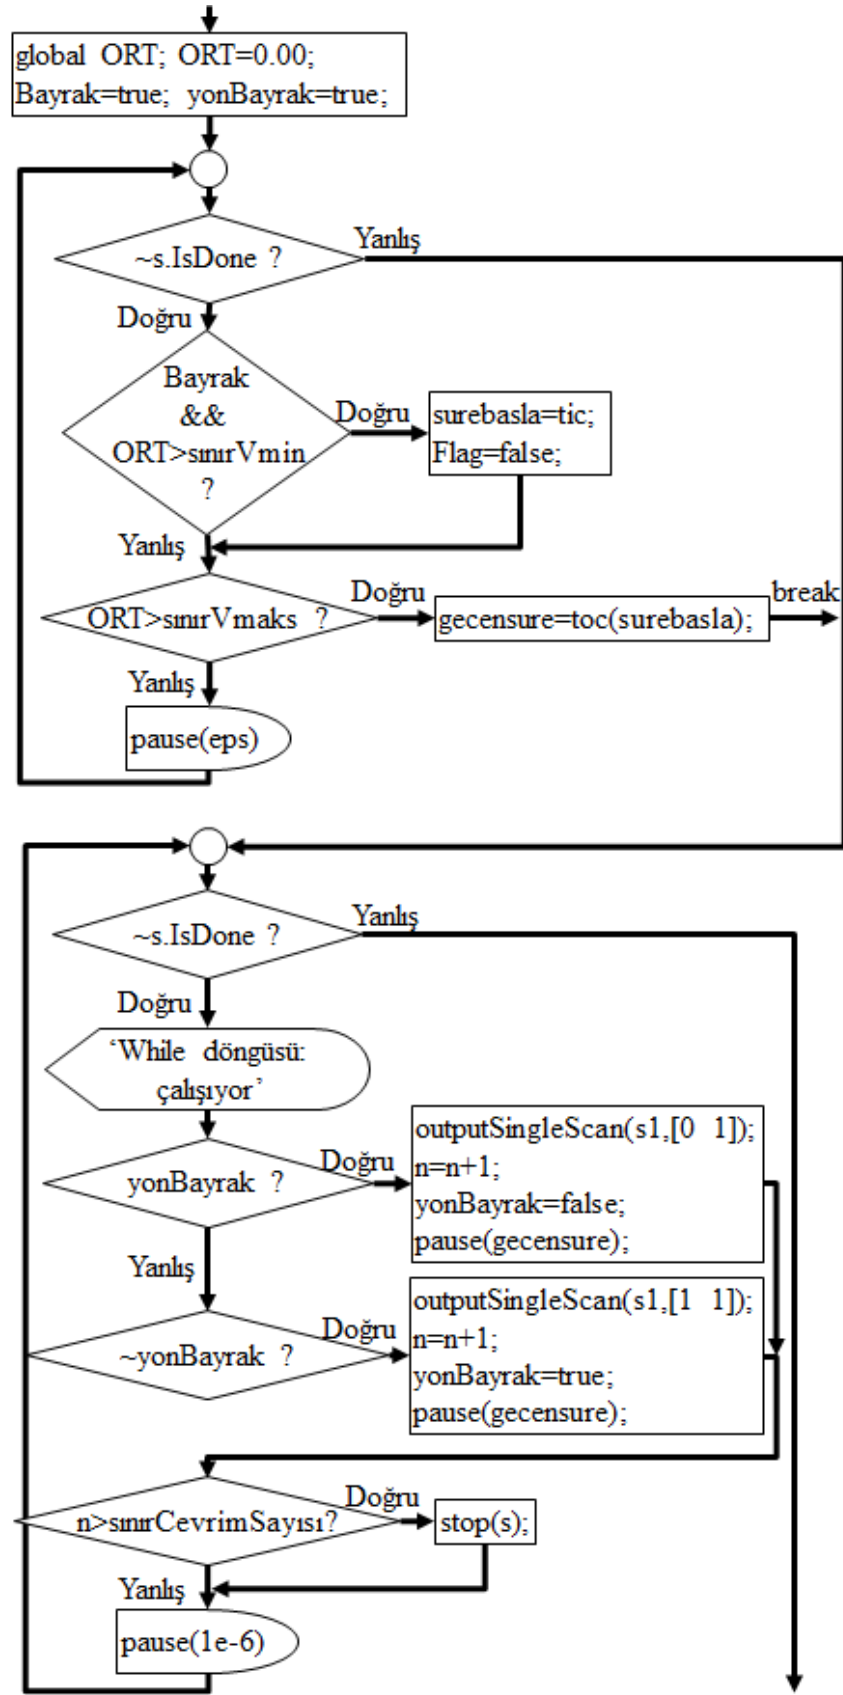 global ORT; ORT=0.00;
Bayrak=true; yonBayrak=true;
~s.IsDone ?
Yanlış
Doğru
Bayrak
&&
ORT>sınırVmin
?
Doğru
surebasla=tic;
Flag=false;
Yanlış
ORT>sınırVmaks ?
Doğru
gecensure=toc(surebasla);
break
Yanlış
pause(eps)
~s.IsDone ?
Yanlış
Doğru
‘While döngüsü:
çalışıyor’
yonBayrak ?
Doğru
outputSingleScan(s1,[0 1]);
n=n+1;
yonBayrak=false;
pause(gecensure);
Yanlış
~yonBayrak ?
Doğru
outputSingleScan(s1,[1 1]);
n=n+1;
yonBayrak=true;
pause(gecensure);
n>sınırCevrimSayısı?
Doğru
stop(s);
Yanlış
pause(1e-6)